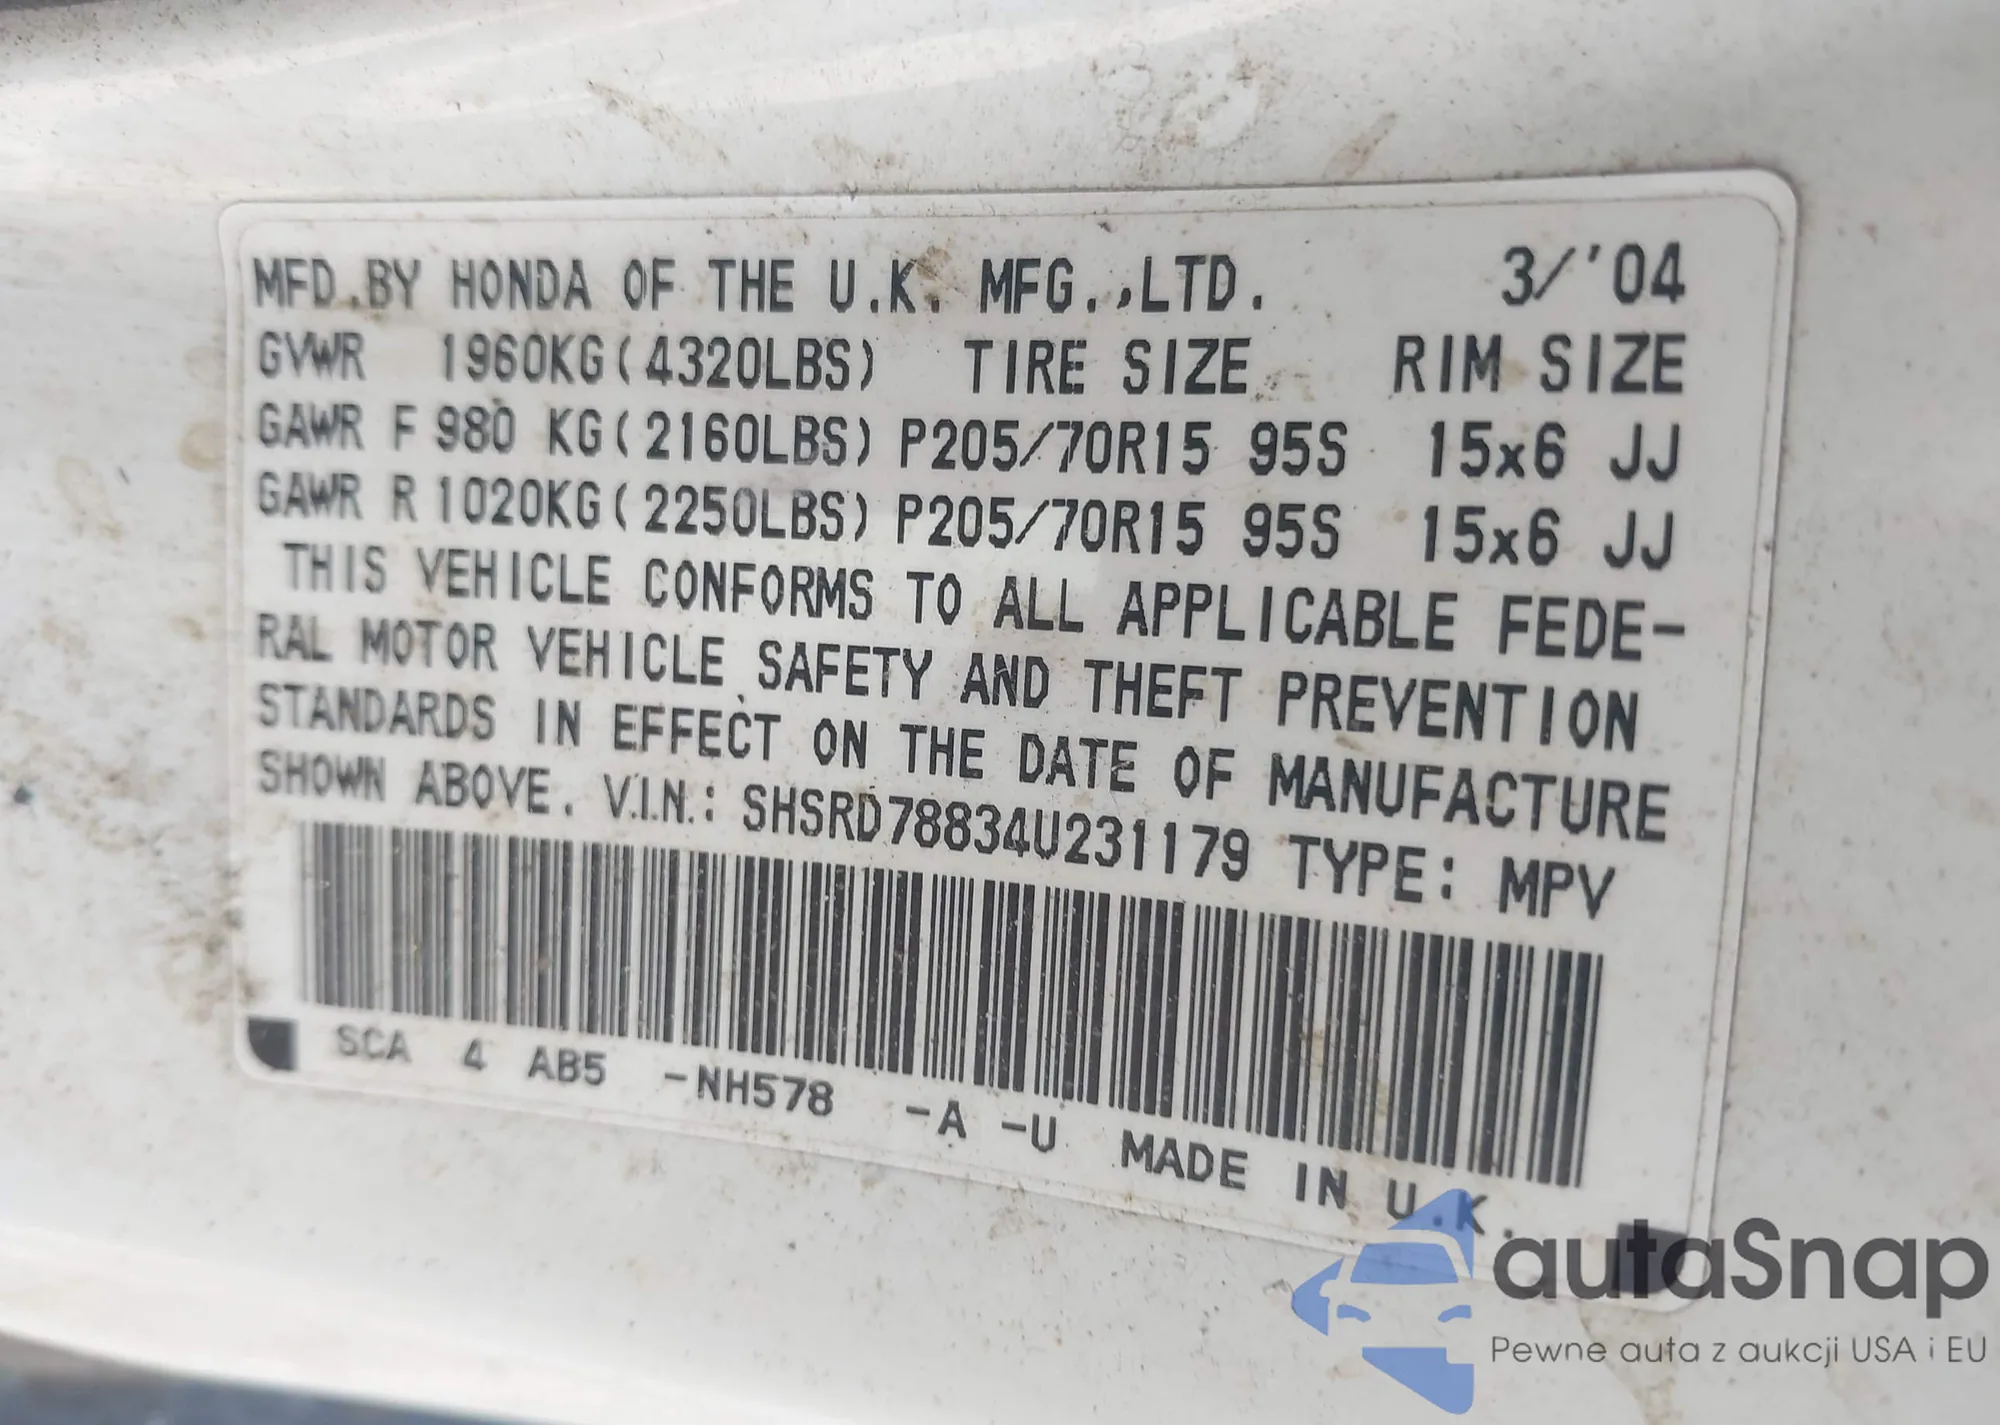 MFD.BY HONDA OF THE U.K. MFG.,LTD. 3/'04
GVWR 1960KG(4320LBS) TIRE SIZE RIM SIZE
GAWR F 980 KG(2160LBS) P205/70R15 95S 15x6 JJ
GAWR R 1020KG(2250LBS) P205/70R15 95S 15x6 JJ
THIS VEHICLE CONFORMS TO ALL APPLICABLE FEDE-
RAL MOTOR VEHICLE SAFETY AND THEFT PREVENTION
STANDARDS IN EFFECT ON THE DATE OF MANUFACTURE
SHOWN ABOVE. V.I.N.: SHSRD78834U231179 TYPE: MPV
SCA 4 AB5 -NH578 -A -U MADE IN U.K.
autaSnap
Pewne auta z aukcji USA i EU